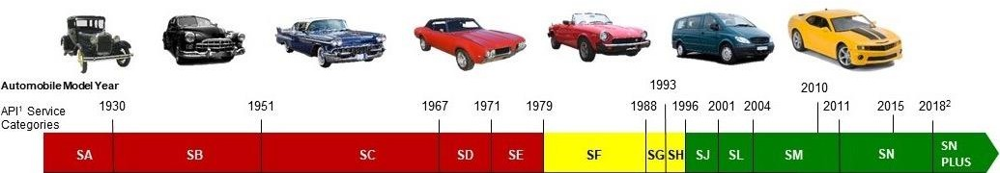 1993
2010
Automobile Model Year
API¹ Service
Categories
1930 1951 1967 1971 1979 1988 1996 2001 2004 2011 2015 2018²
SA SB SC SD SE SF SG SH SJ SL SM SN SN
PLUS